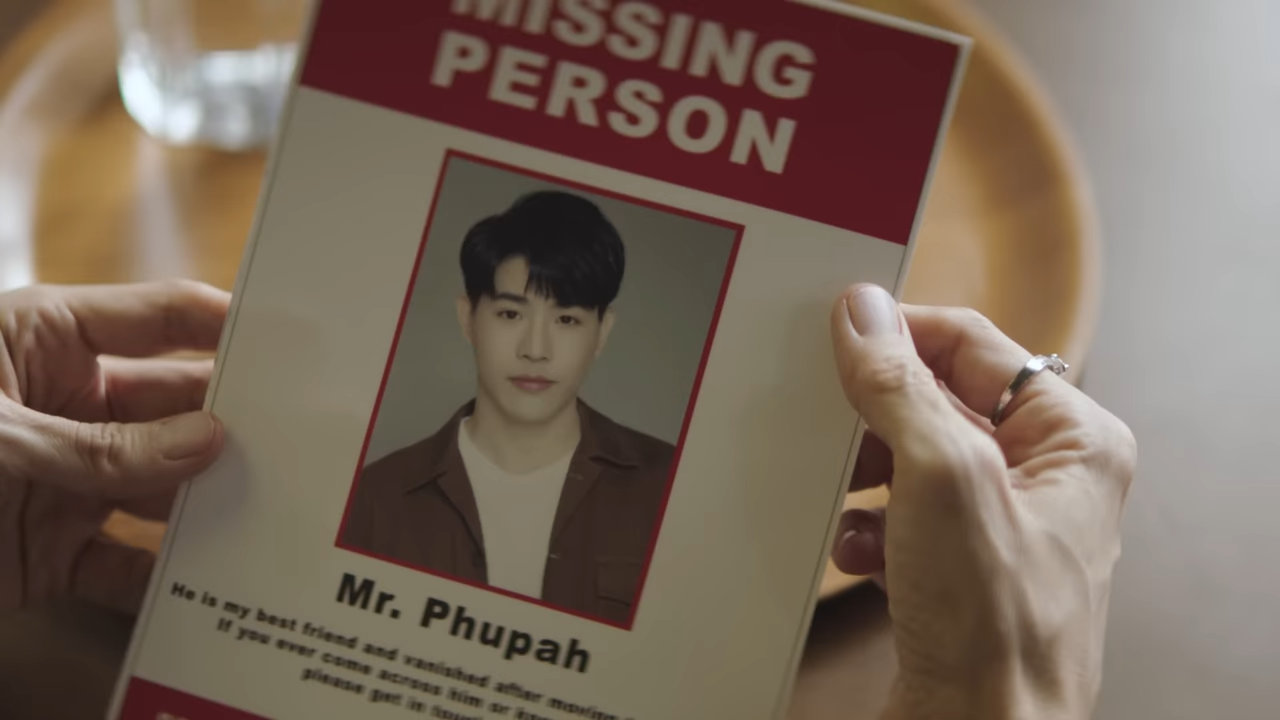 MISSING
PERSON
Mr. Phupah
He is my best friend and vanished after moving
If you ever come across him or
please get in